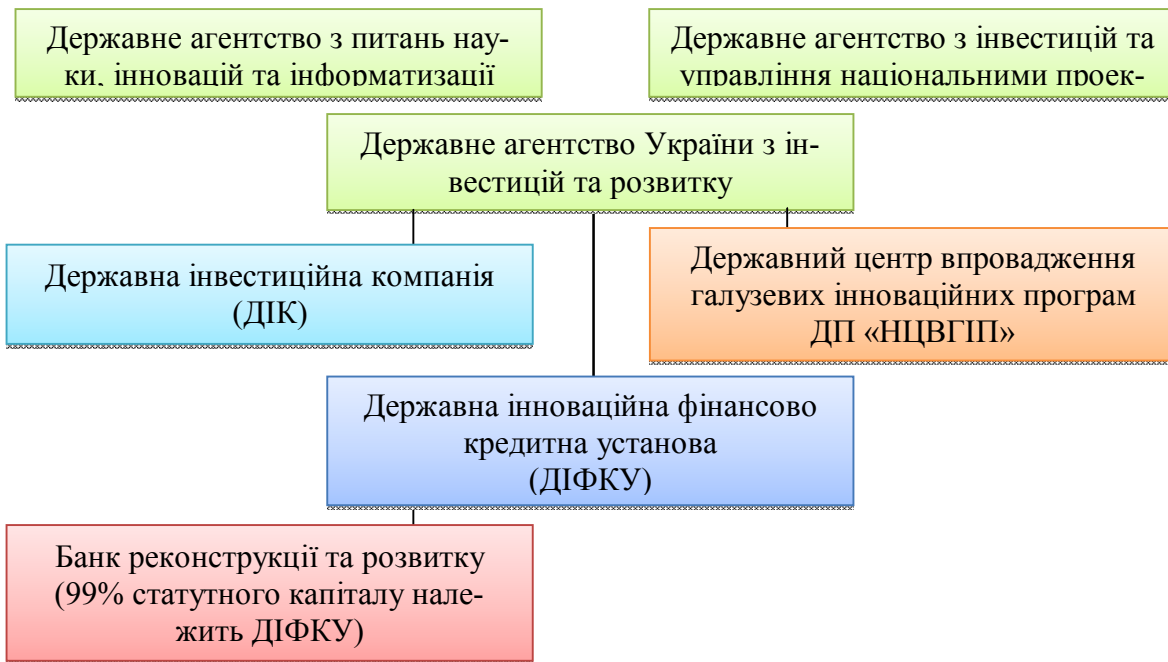 Державне агентство з питань нау-
ки, інновацій та інформатизації
Державне агентство з інвестицій та
управління національними проек-
Державне агентство України з ін-
вестицій та розвитку
Державна інвестиційна компанія
(ДІК)
Державний центр впровадження
галузевих інноваційних програм
ДП «НЦВГІП»
Державна інноваційна фінансово
кредитна установа
(ДІФКУ)
Банк реконструкції та розвитку
(99% статутного капіталу нале-
жить ДІФКУ)